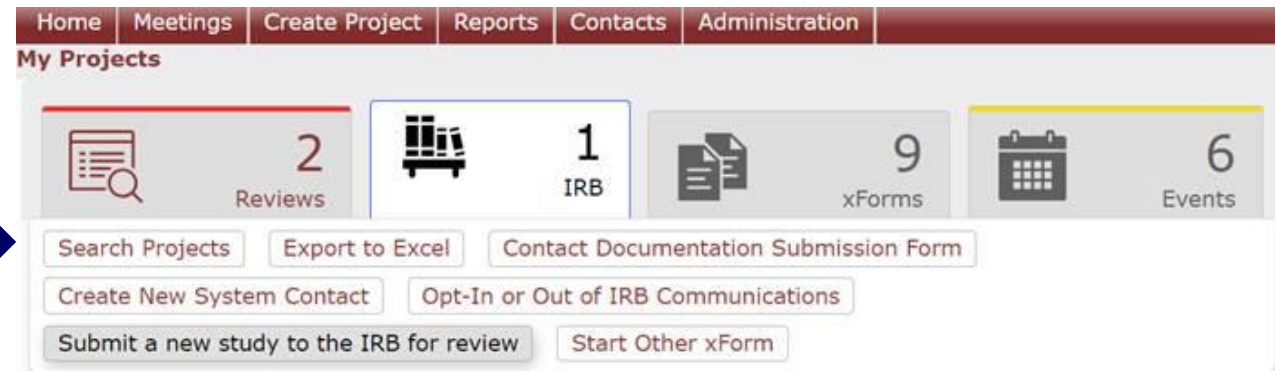 Home Meetings Create Project Reports Contacts Administration
My Projects
2
Reviews
1
IRB
9
xForms
6
Events
Search Projects Export to Excel Contact Documentation Submission Form
Create New System Contact Opt-In or Out of IRB Communications
Submit a new study to the IRB for review Start Other xForm